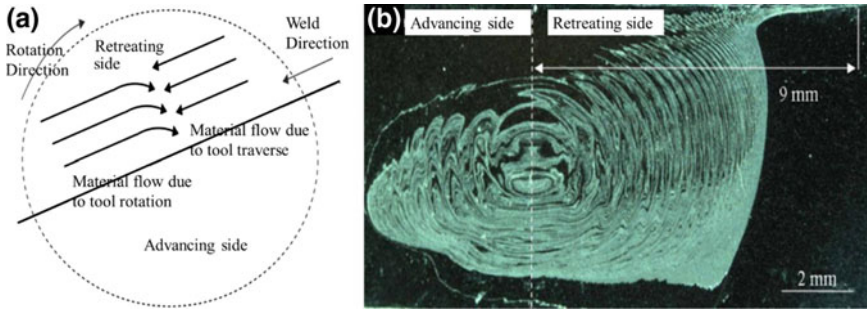 (a)
Rotation
Direction
Retreating
side
Weld
Direction
Material flow due
to tool traverse
Material flow due
to tool rotation
Advancing side
(b)
Advancing side
Retreating side
9 mm
2 mm